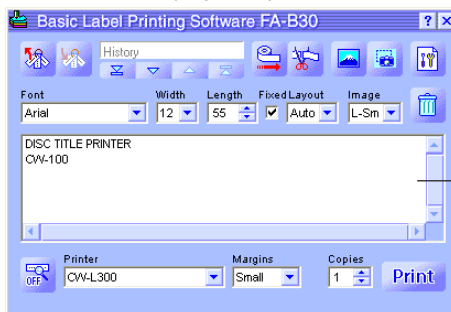 Basic Label Printing Software FA-B30
History
Font Width Length Fixed Layout Image
Arial 12 55 Auto L-Sm
DISC TITLE PRINTER
CW-100
Printer Margins Copies
OFF CW-L300 Small 1 Print